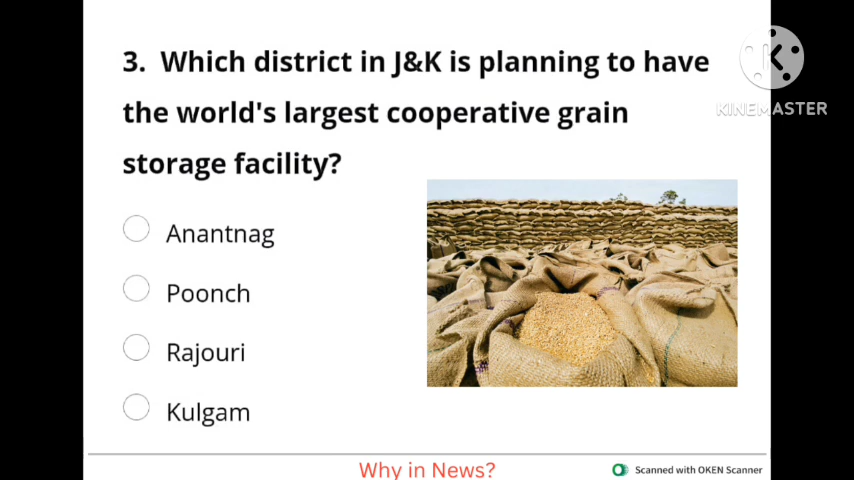 3. Which district in J&K is planning to have
the world's largest cooperative grain
storage facility?
Anantnag
Poonch
Rajouri
Kulgam
Why in News?
Scanned with OKEN Scanner
K
KINEMASTER